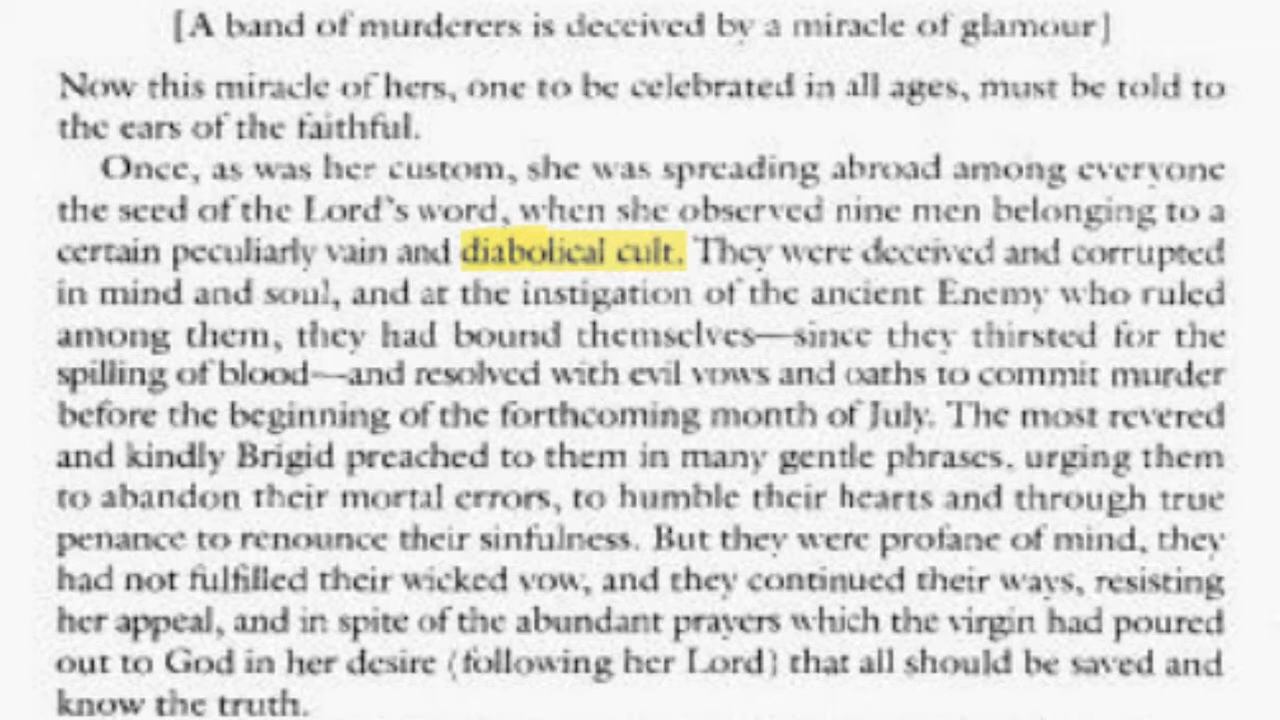 [A band of murderers is deceived by a miracle of glamour]
Now this miracle of hers, one to be celebrated in all ages, must be told to
the ears of the faithful.
Once, as was her custom, she was spreading abroad among everyone
the seed of the Lord's word, when she observed nine men belonging to a
certain peculiarly vain and diabolical cult. They were deceived and corrupted
in mind and soul, and at the instigation of the ancient Enemy who ruled
among them, they had bound themselves—since they thirsted for the
spilling of blood—and resolved with evil vows and oaths to commit murder
before the beginning of the forthcoming month of July. The most revered
and kindly Brigid preached to them in many gentle phrases, urging them
to abandon their mortal errors, to humble their hearts and through true
penance to renounce their sinfulness. But they were profane of mind, they
had not fulfilled their wicked vow, and they continued their ways, resisting
her appeal, and in spite of the abundant prayers which the virgin had poured
out to God in her desire (following her Lord) that all should be saved and
know the truth.